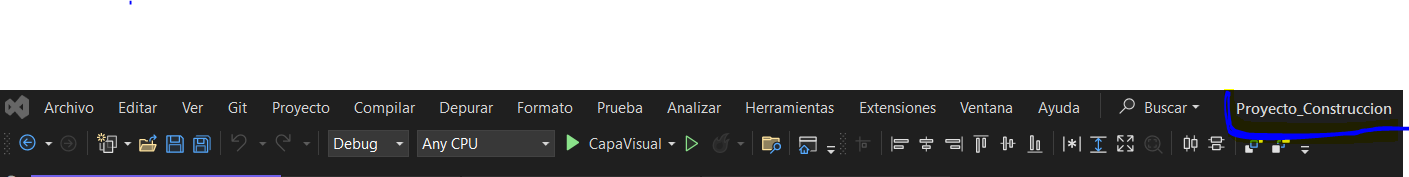 Archivo Editar Ver Git Proyecto Compilar Depurar Formato Prueba Analizar Herramientas Extensiones Ventana Ayuda Buscar Proyecto_Construccion
Debug Any CPU CapaVisual